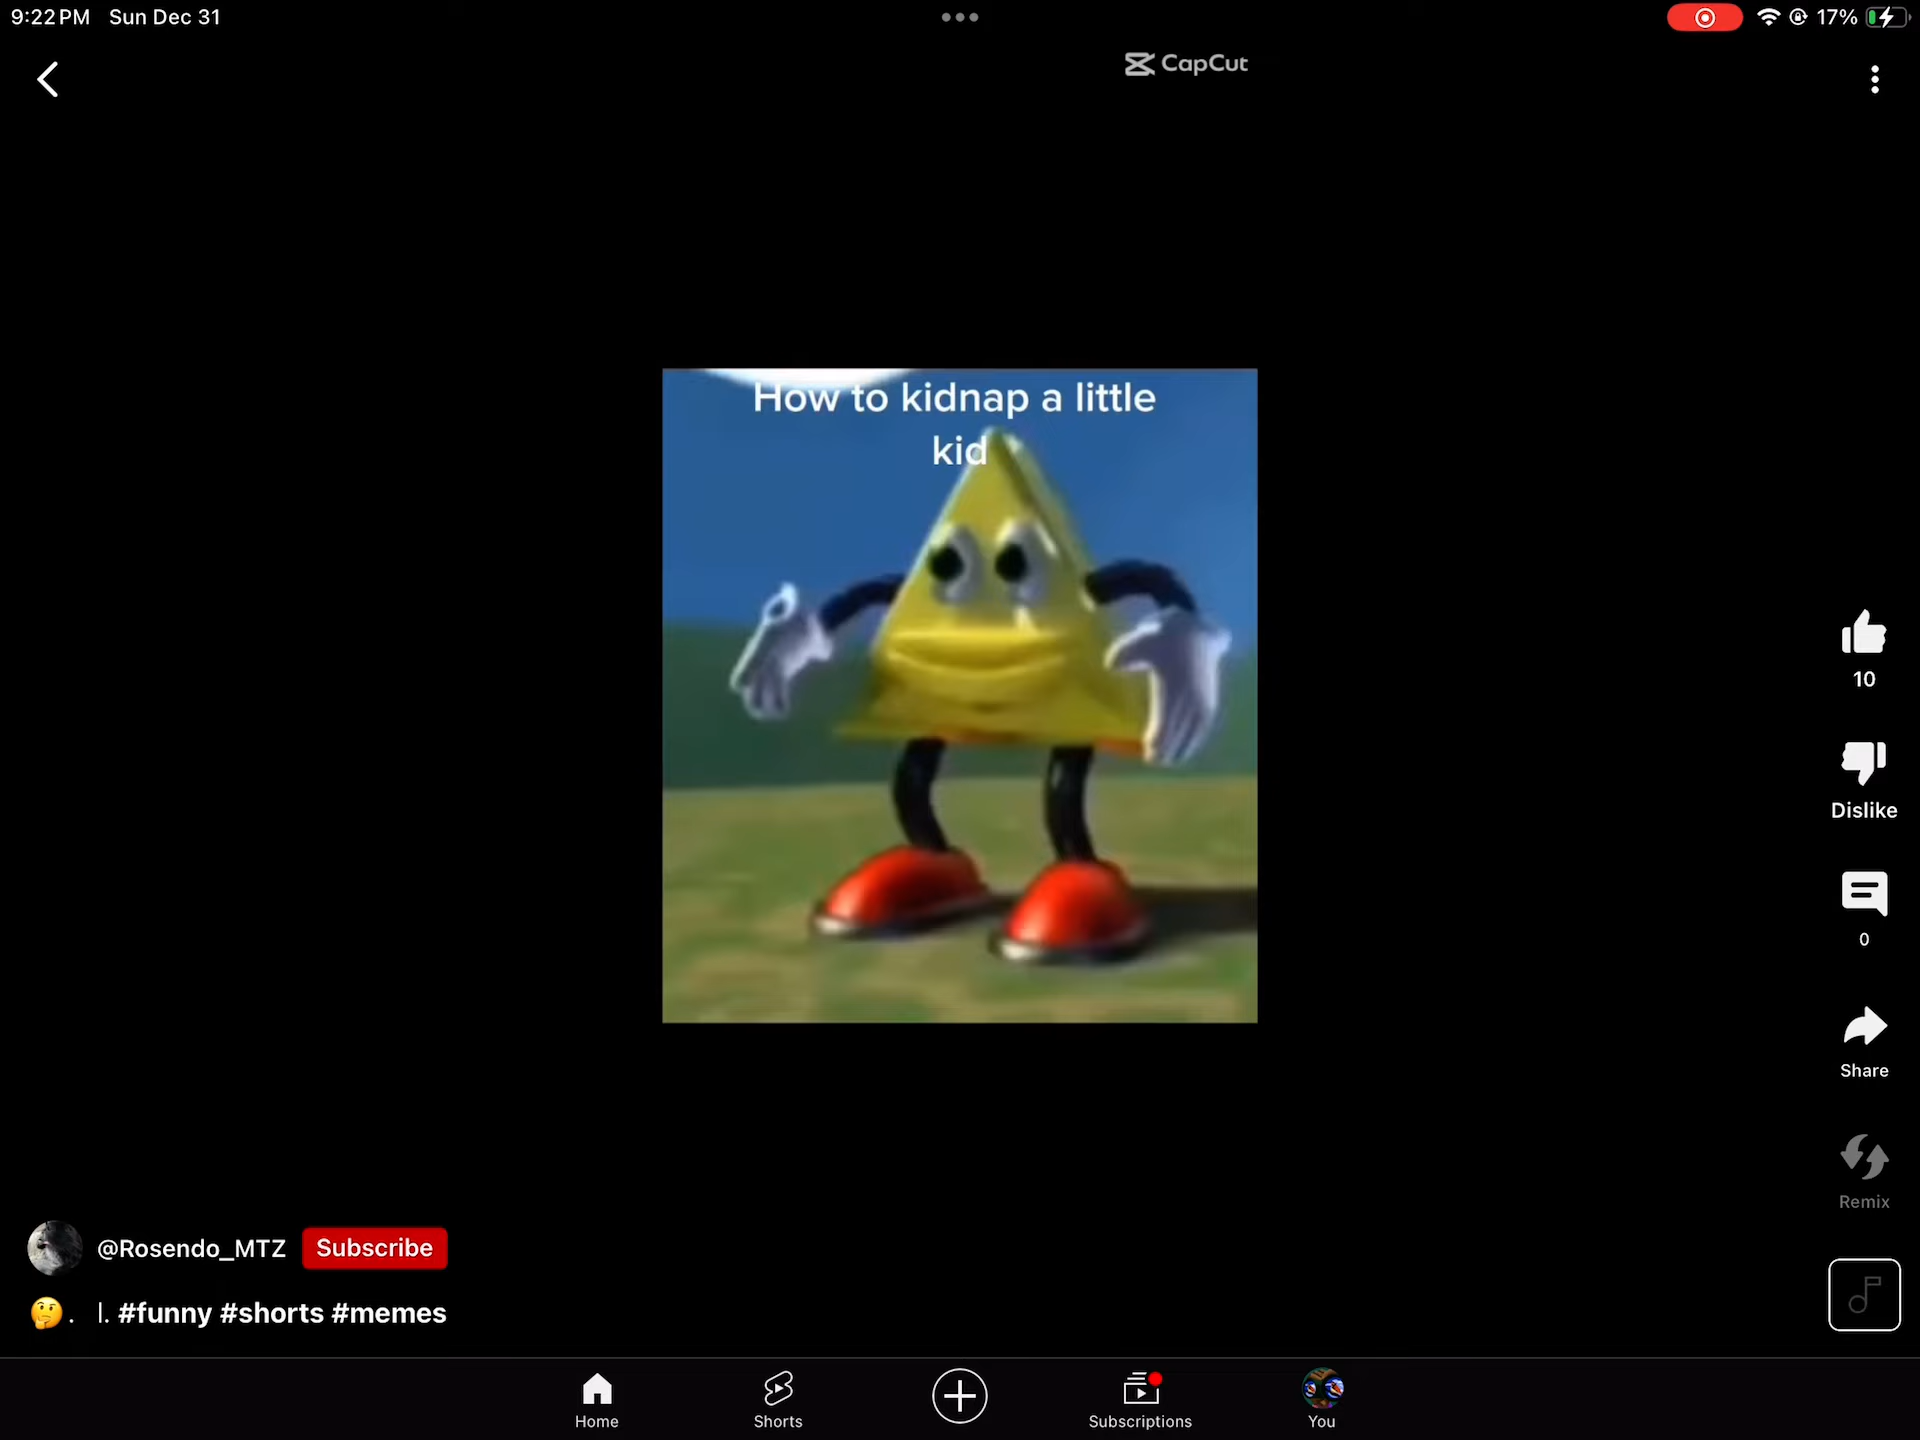 9:22 PM Sun Dec 31
17%
CapCut
How to kidnap a little
kid
10
Dislike
0
Share
Remix
@Rosendo_MTZ Subscribe
🤔. l. #funny #shorts #memes
Home Shorts Subscriptions You